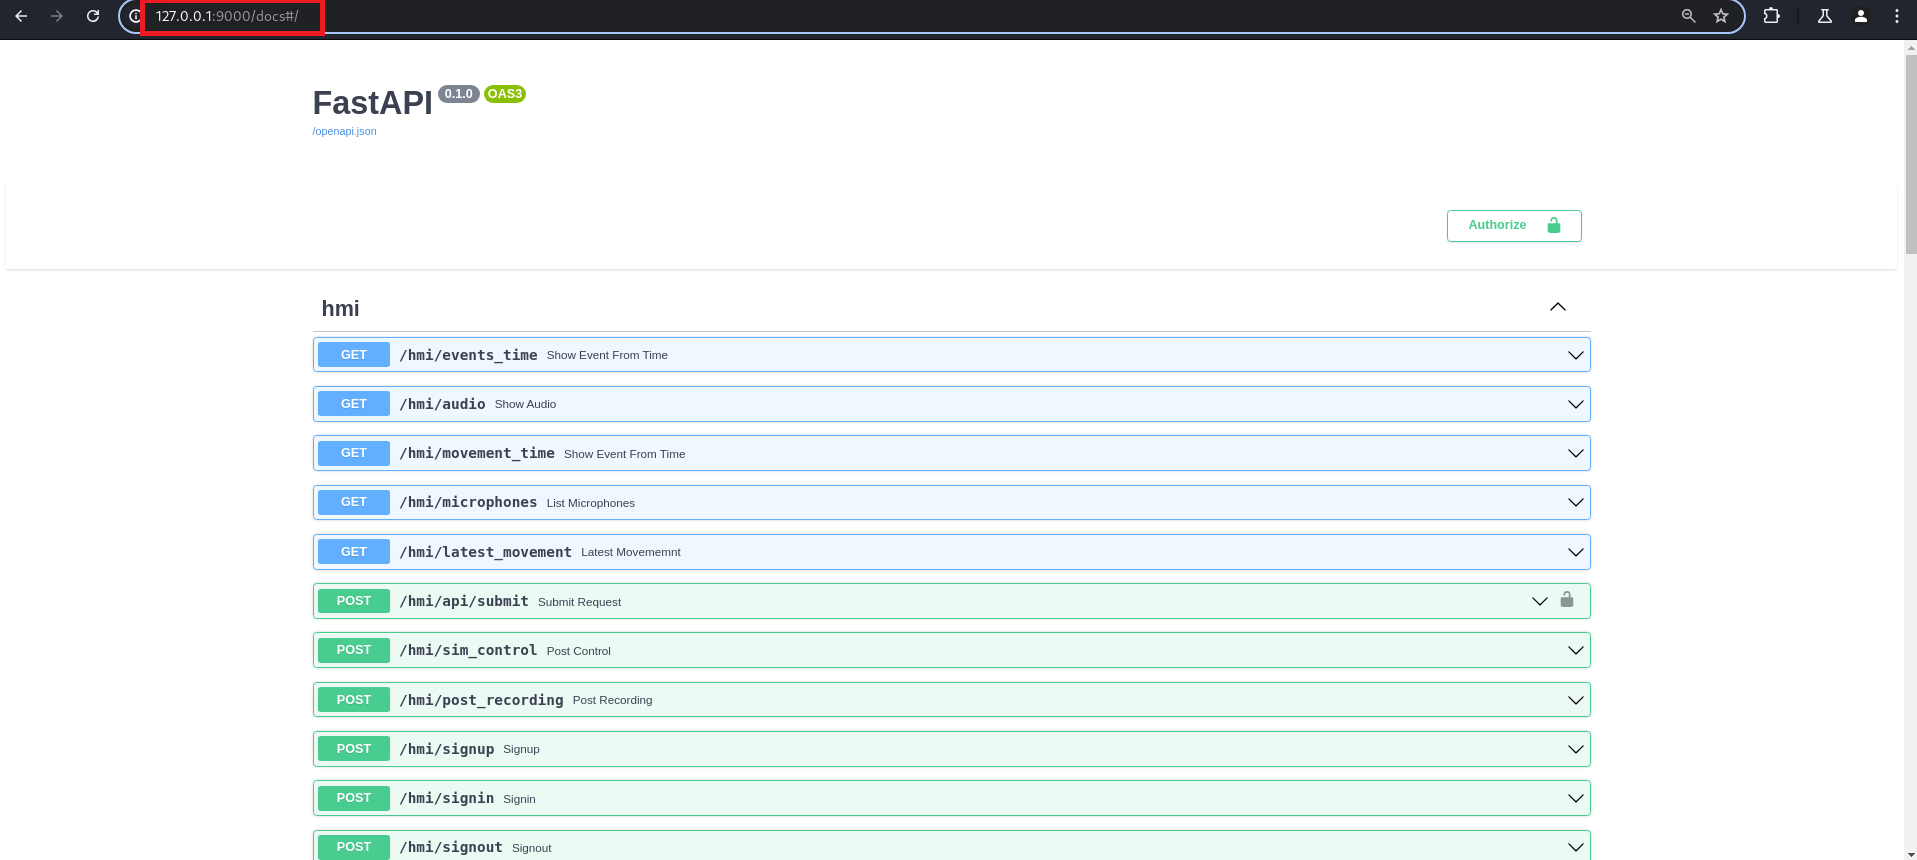 127.0.0.1:9000/docs#/
FastAPI 0.1.0 OAS3
/openapi.json
Authorize
hmi
GET /hmi/events_time Show Event From Time
GET /hmi/audio Show Audio
GET /hmi/movement_time Show Event From Time
GET /hmi/microphones List Microphones
GET /hmi/latest_movement Latest Movememnt
POST /hmi/api/submit Submit Request
POST /hmi/sim_control Post Control
POST /hmi/post_recording Post Recording
POST /hmi/signup Signup
POST /hmi/signin Signin
POST /hmi/signout Signout